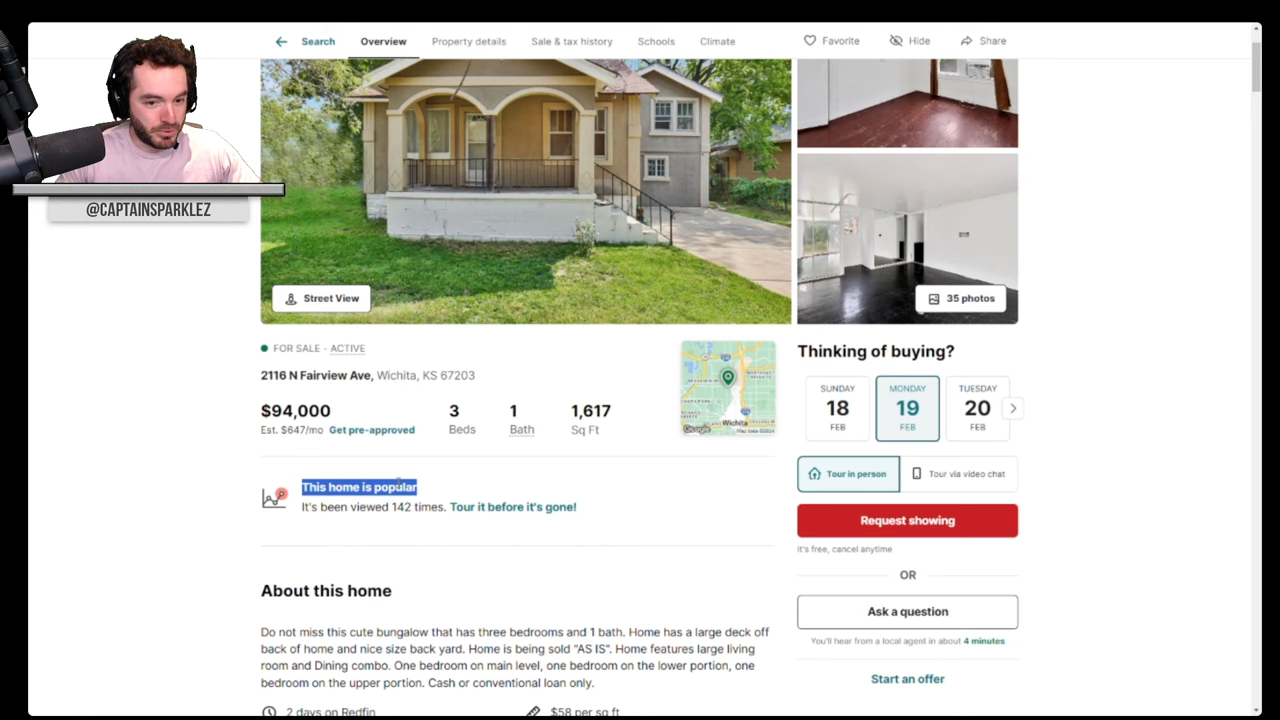 Search
Overview
Property details
Sale & tax history
Schools
Climate
Favorite
Hide
Share
@CAPTAINSPARKLEZ
Street View
35 photos
FOR SALE - ACTIVE
2116 N Fairview Ave, Wichita, KS 67203
$94,000
Est. $647/mo Get pre-approved
3
Beds
1
Bath
1,617
Sq Ft
Wichita
Google
This home is popular
It's been viewed 142 times. Tour it before it's gone!
About this home
Do not miss this cute bungalow that has three bedrooms and 1 bath. Home has a large deck off
back of home and nice size back yard. Home is being sold "AS IS". Home features large living
room and Dining combo. One bedroom on main level, one bedroom on the lower portion, one
bedroom on the upper portion. Cash or conventional loan only.
2 days on Redfin
$58 per sq ft
Thinking of buying?
SUNDAY
18
FEB
MONDAY
19
FEB
TUESDAY
20
FEB
Tour in person
Tour via video chat
Request showing
It's free, cancel anytime
OR
Ask a question
You'll hear from a local agent in about 4 minutes
Start an offer